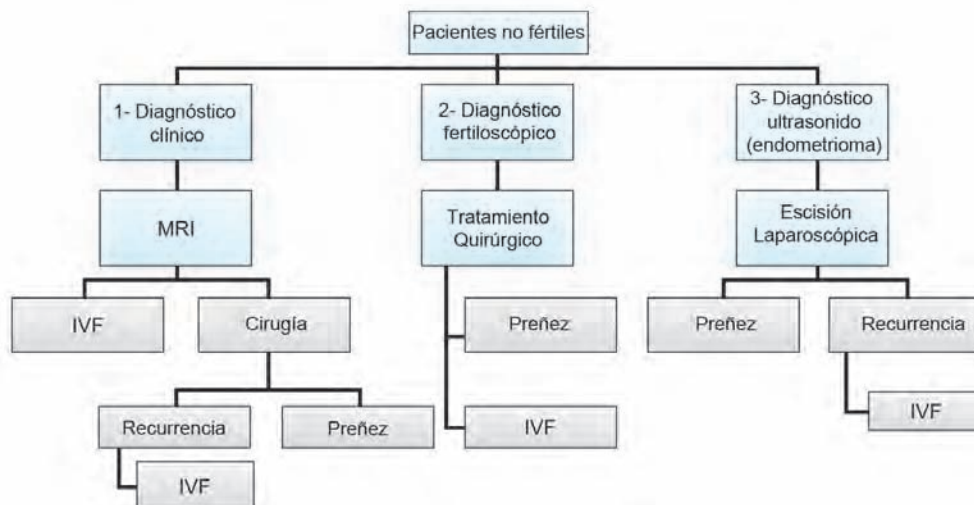 Pacientes no fértiles
1- Diagnóstico
clínico
2- Diagnóstico
fertiloscópico
3- Diagnóstico
ultrasonido
(endometrioma)
MRI
Tratamiento
Quirúrgico
Escisión
Laparoscópica
IVF
Cirugía
Preñez
Preñez
Recurrencia
Recurrencia
Preñez
IVF
IVF
IVF